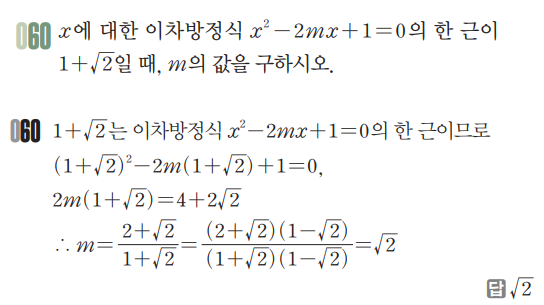 060 x에 대한 이차방정식 x²−2mx+1=0의 한 근이
1+√2일 때, m의 값을 구하시오.
060 1+√2는 이차방정식 x²−2mx+1=0의 한 근이므로
(1+√2)²−2m(1+√2)+1=0,
2m(1+√2)=4+2√2
∴ m=(2+√2)/(1+√2)=(2+√2)(1−√2)/(1+√2)(1−√2)=√2
답 √2